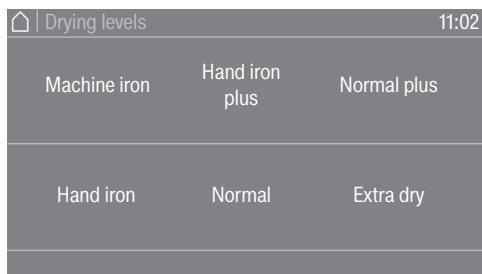 Drying levels 11:02
Machine iron
Hand iron
plus
Normal plus
Hand iron
Normal
Extra dry